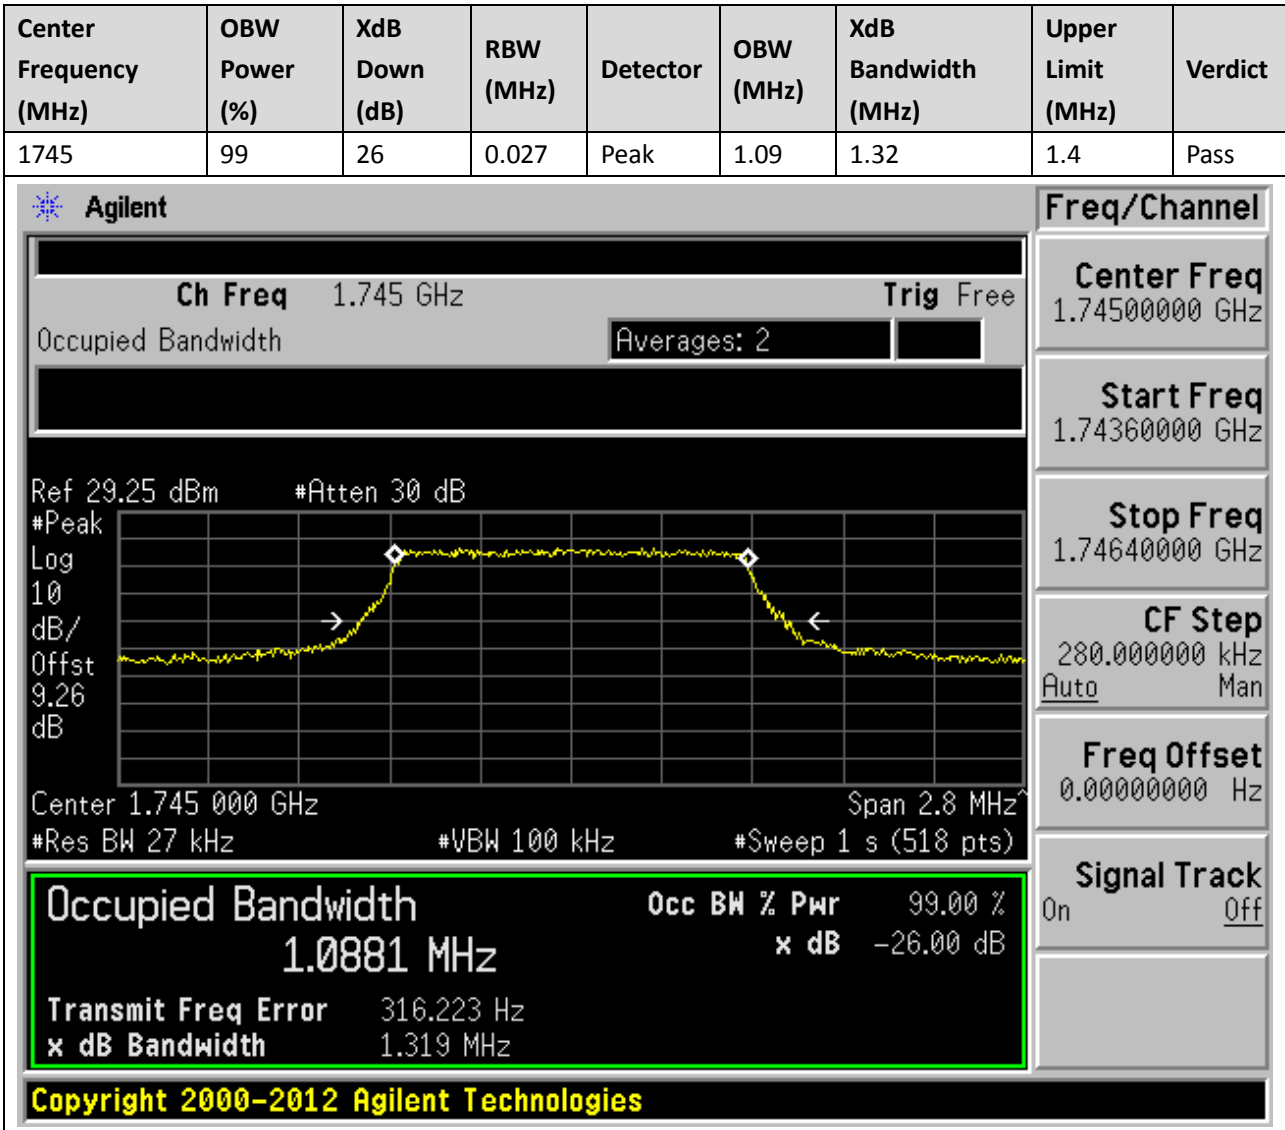 Center Frequency (MHz) OBW Power (%) XdB Down (dB) RBW (MHz) Detector OBW (MHz) XdB Bandwidth (MHz) Upper Limit (MHz) Verdict
1745 99 26 0.027 Peak 1.09 1.32 1.4 Pass
Agilent
Freq/Channel
Ch Freq 1.745 GHz Trig Free
Occupied Bandwidth Averages: 2
Center Freq
1.74500000 GHz
Start Freq
1.74360000 GHz
Stop Freq
1.74640000 GHz
CF Step
280.000000 kHz
Auto Man
Freq Offset
0.00000000 Hz
Signal Track
On Off
Ref 29.25 dBm #Atten 30 dB
#Peak
Log
10
dB/
Offst
9.26
dB
Center 1.745 000 GHz Span 2.8 MHz^
#Res BW 27 kHz #VBW 100 kHz #Sweep 1 s (518 pts)
Occupied Bandwidth Occ BW % Pwr 99.00 %
1.0881 MHz x dB -26.00 dB
Transmit Freq Error 316.223 Hz
x dB Bandwidth 1.319 MHz
Copyright 2000-2012 Agilent Technologies